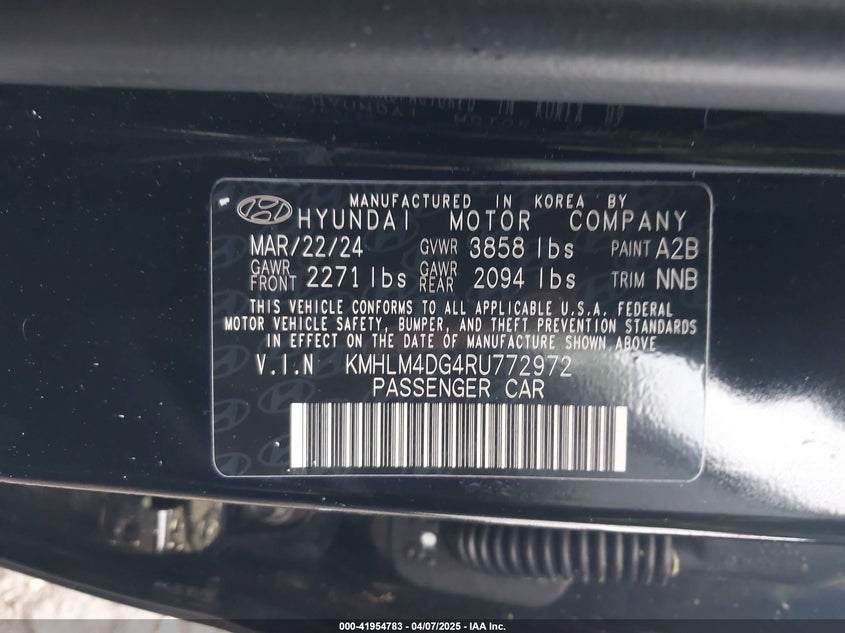 MANUFACTURED IN KOREA BY
HYUNDAI MOTOR COMPANY
MAR/22/24 GVWR 3858 lbs PAINT A2B
GAWR FRONT 2271 lbs GAWR REAR 2094 lbs TRIM NNB
THIS VEHICLE CONFORMS TO ALL APPLICABLE U.S.A. FEDERAL
MOTOR VEHICLE SAFETY, BUMPER, AND THEFT PREVENTION STANDARDS
IN EFFECT ON THE DATE OF MANUFACTURE SHOWN ABOVE
V.I.N KMHLM4DG4RU772972
PASSENGER CAR
000-41954783 - 04/07/2025 - IAA Inc.